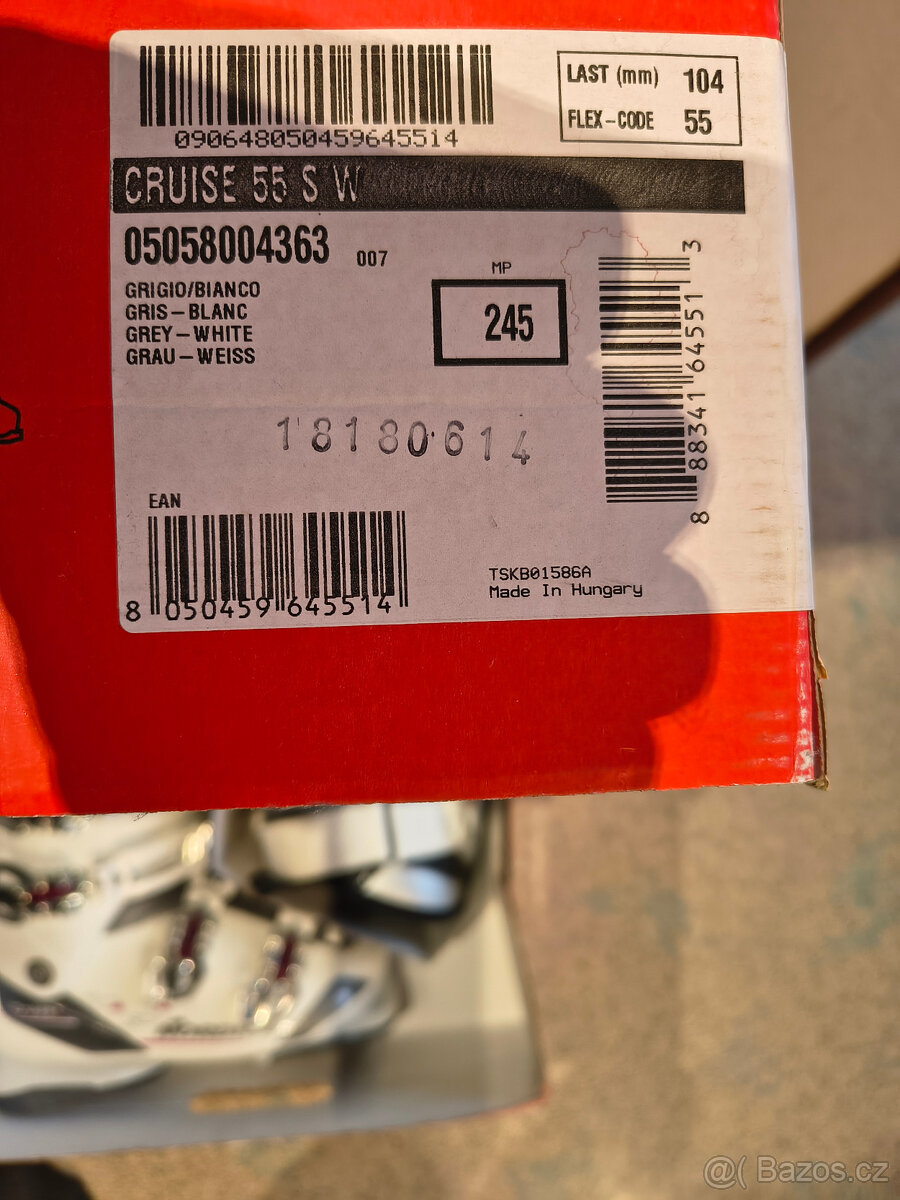 090648050459645514
LAST (mm) 104
FLEX-CODE 55
CRUISE 55 S W
05058004363 007
GRIGIO/BIANCO
GRIS-BLANC
GREY-WHITE
GRAU-WEISS
MP
245
8 88341 64551 3
18180614
EAN
8 050459 645514
TSKB01586A
Made In Hungary
@( Bazos.cz